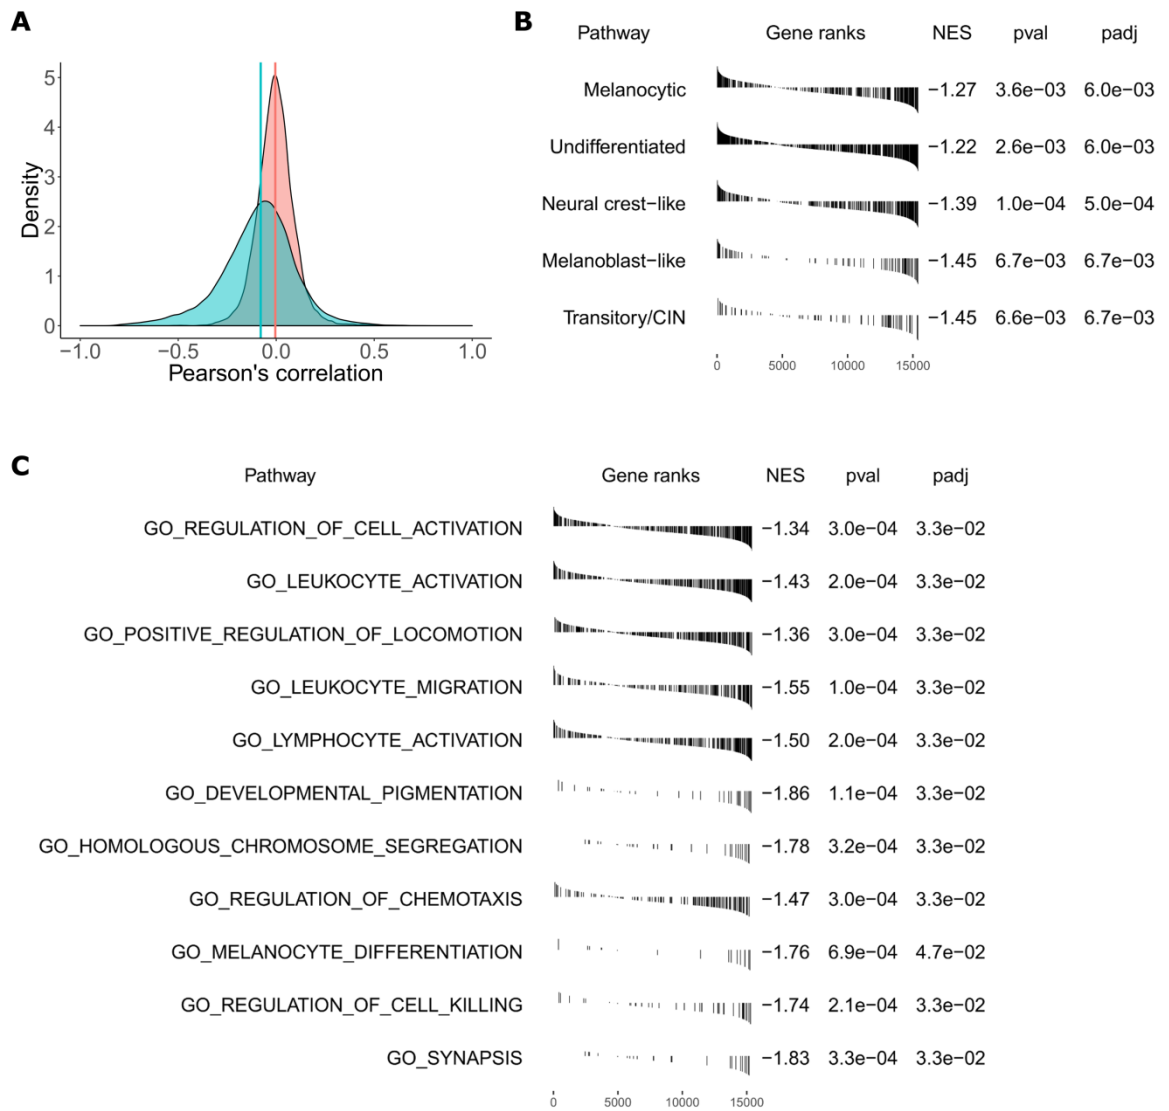 A
Density
5
4
3
2
1
0
−1.0 −0.5 0.0 0.5 1.0
Pearson's correlation
B
Pathway Gene ranks NES pval padj
Melanocytic −1.27 3.6e−03 6.0e−03
Undifferentiated −1.22 2.6e−03 6.0e−03
Neural crest−like −1.39 1.0e−04 5.0e−04
Melanoblast−like −1.45 6.7e−03 6.7e−03
Transitory/CIN −1.45 6.6e−03 6.7e−03
0 5000 10000 15000
C
Pathway Gene ranks NES pval padj
GO_REGULATION_OF_CELL_ACTIVATION −1.34 3.0e−04 3.3e−02
GO_LEUKOCYTE_ACTIVATION −1.43 2.0e−04 3.3e−02
GO_POSITIVE_REGULATION_OF_LOCOMOTION −1.36 3.0e−04 3.3e−02
GO_LEUKOCYTE_MIGRATION −1.55 1.0e−04 3.3e−02
GO_LYMPHOCYTE_ACTIVATION −1.50 2.0e−04 3.3e−02
GO_DEVELOPMENTAL_PIGMENTATION −1.86 1.1e−04 3.3e−02
GO_HOMOLOGOUS_CHROMOSOME_SEGREGATION −1.78 3.2e−04 3.3e−02
GO_REGULATION_OF_CHEMOTAXIS −1.47 3.0e−04 3.3e−02
GO_MELANOCYTE_DIFFERENTIATION −1.76 6.9e−04 4.7e−02
GO_REGULATION_OF_CELL_KILLING −1.74 2.1e−04 3.3e−02
GO_SYNAPSIS −1.83 3.3e−04 3.3e−02
0 5000 10000 15000